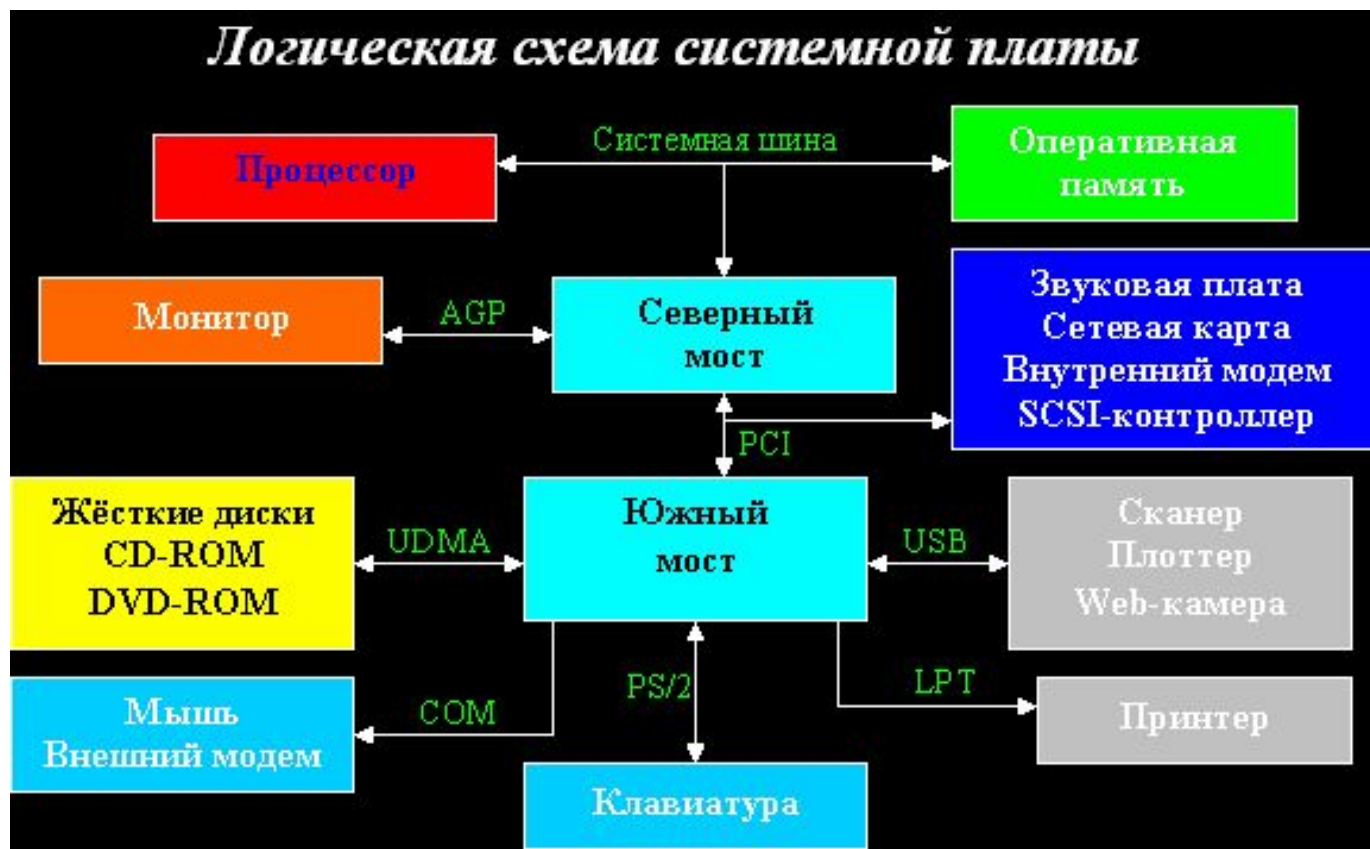 Логическая схема системной платы
Системная шина
Процессор
Оперативная
память
Монитор
AGP
Северный
мост
Звуковая плата
Сетевая карта
Внутренний модем
SCSI-контроллер
PCI
Жёсткие диски
CD-ROM
DVD-ROM
UDMA
Южный
мост
USB
Сканер
Плоттер
Web-камера
Мышь
Внешний модем
COM
PS/2
LPT
Принтер
Клавиатура